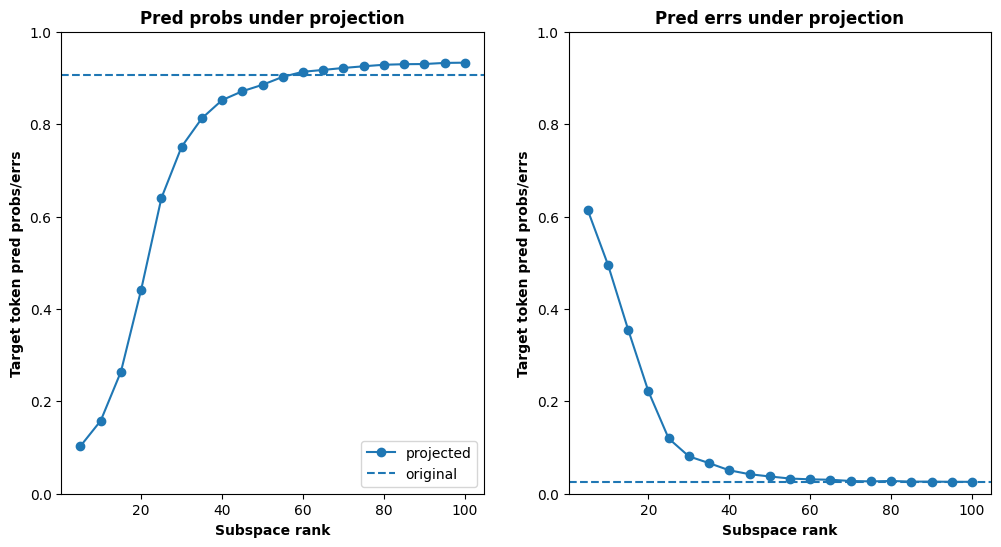 Pred probs under projection
Target token pred probs/errs
1.0
0.8
0.6
0.4
0.2
0.0
20
40
60
80
100
Subspace rank
projected
original
Pred errs under projection
Target token pred probs/errs
1.0
0.8
0.6
0.4
0.2
0.0
20
40
60
80
100
Subspace rank